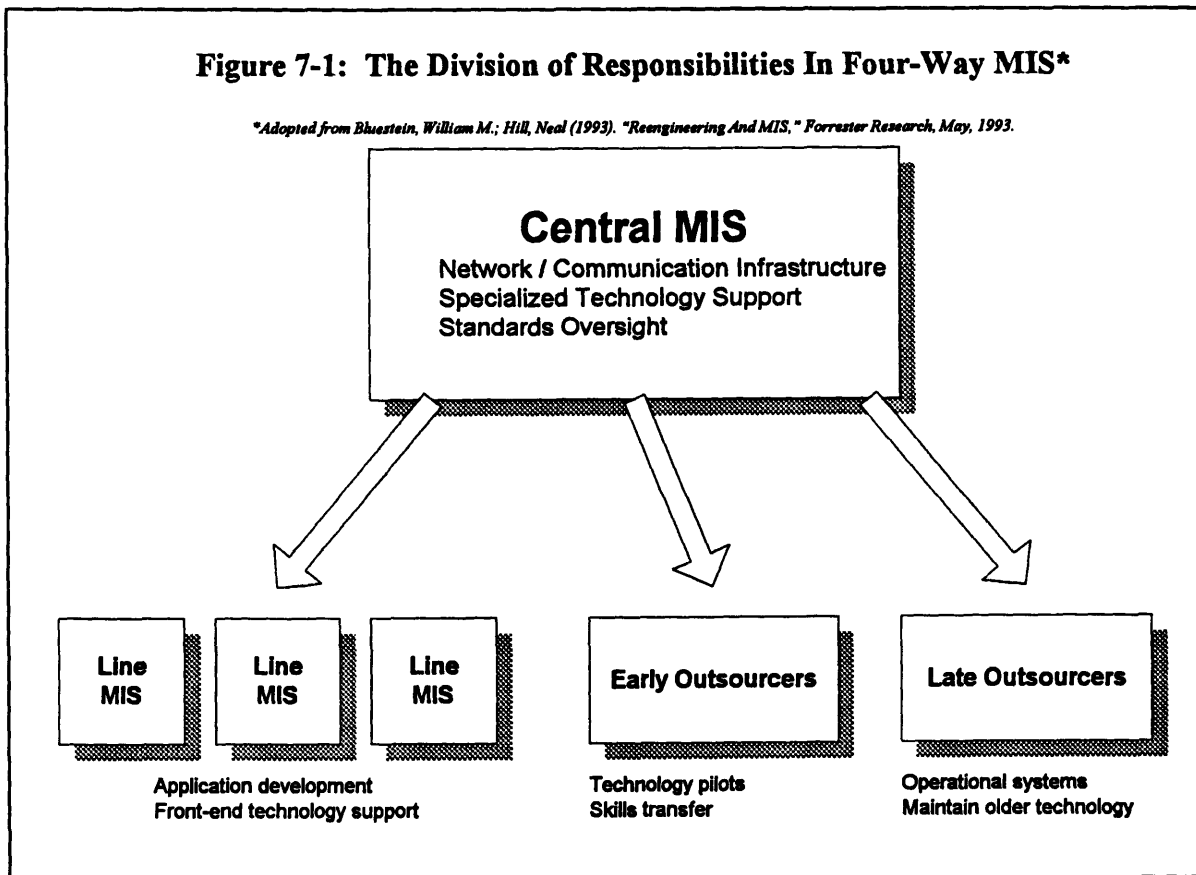 Figure 7-1: The Division of Responsibilities In Four-Way MIS*
*Adopted from Bluestein, William M.; Hill, Neal (1993). "Reengineering And MIS," Forrester Research, May, 1993.
Central MIS
Network / Communication Infrastructure
Specialized Technology Support
Standards Oversight
Line
MIS
Line
MIS
Line
MIS
Early Outsourcers
Late Outsourcers
Application development
Front-end technology support
Technology pilots
Skills transfer
Operational systems
Maintain older technology